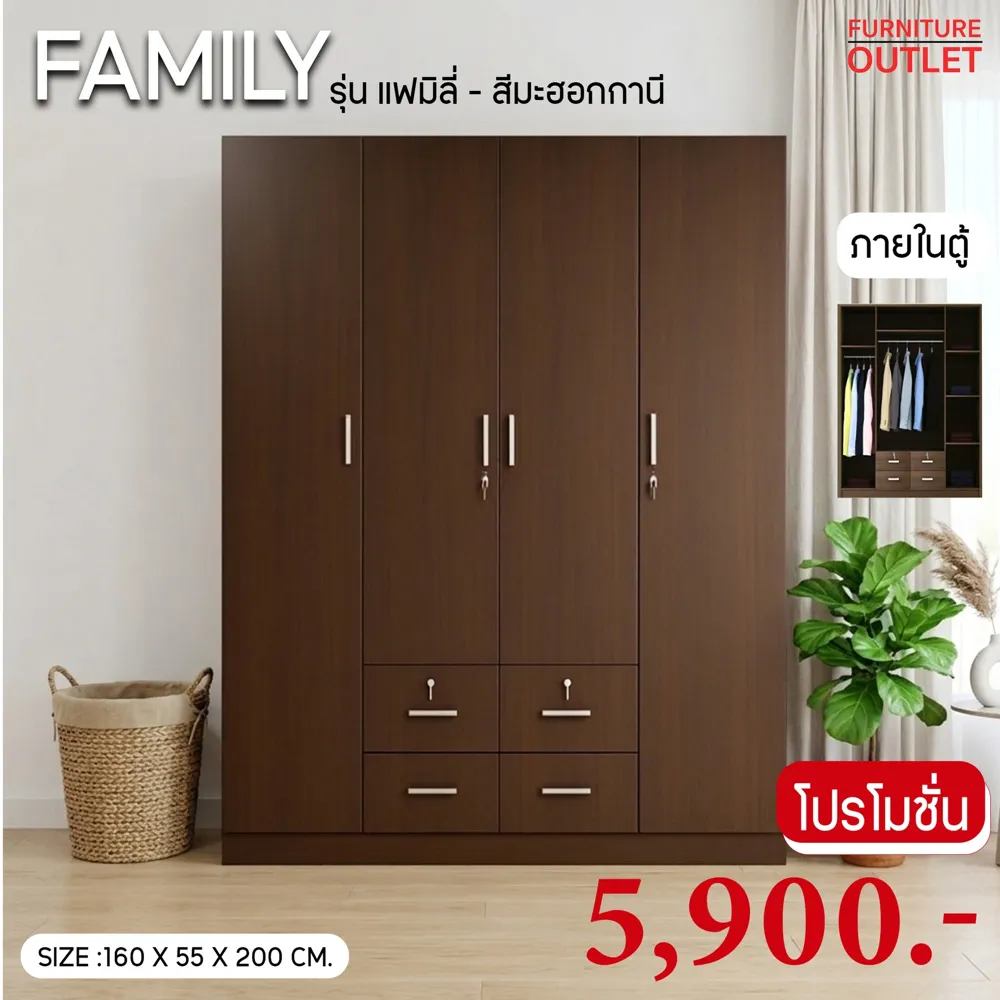 FAMILY
รุ่น แฟมิลี่ - สีมะฮอกกานี
FURNITURE
OUTLET
ภายในตู้
โปรโมชั่น
5,900.-
SIZE :160 X 55 X 200 CM.